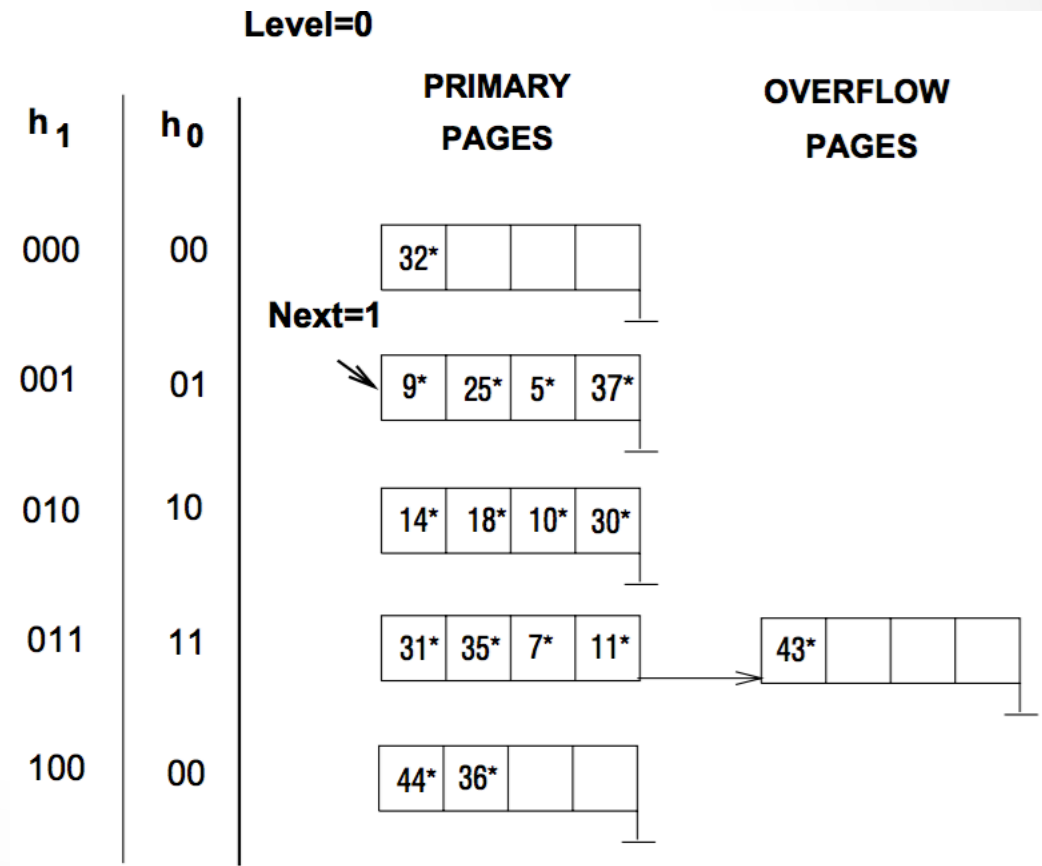 Level=0
h1 h0 PRIMARY PAGES OVERFLOW PAGES
000 00 32*
Next=1
001 01 9* 25* 5* 37*
010 10 14* 18* 10* 30*
011 11 31* 35* 7* 11* 43*
100 00 44* 36*